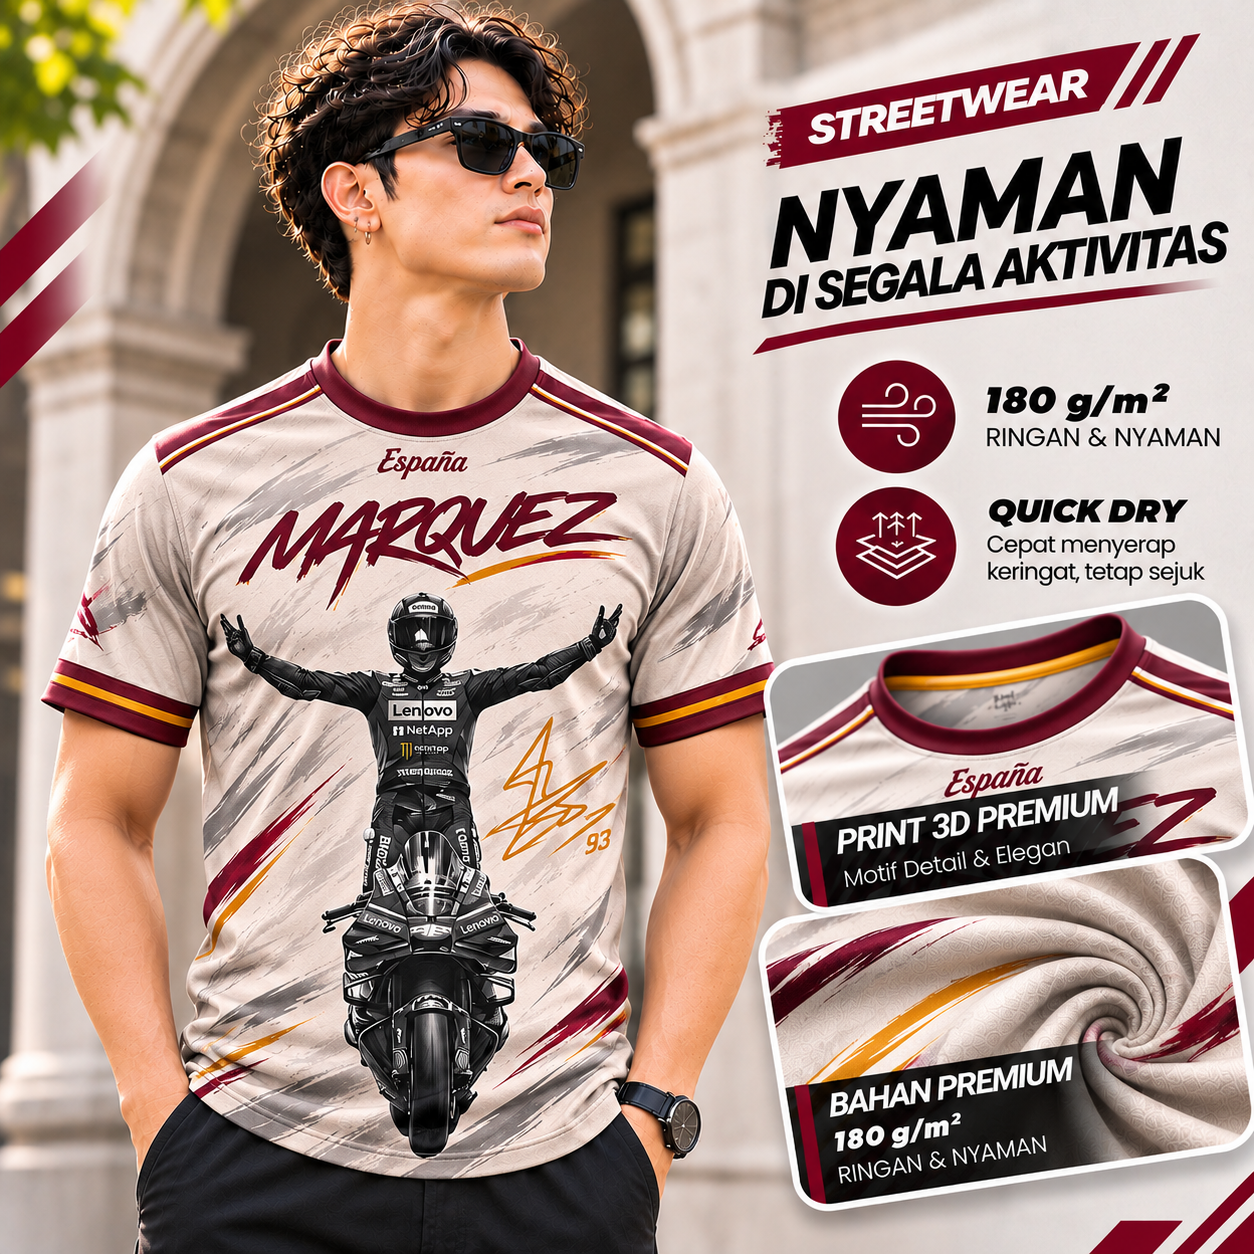 STREETWEAR
NYAMAN
DI SEGALA AKTIVITAS
180 g/m²
RINGAN & NYAMAN
QUICK DRY
Cepat menyerap
keringat, tetap sejuk
España
MARQUEZ
Lenovo
NetApp
93
Lenovo
Lenovo
España
PRINT 3D PREMIUM
Motif Detail & Elegan
BAHAN PREMIUM
180 g/m²
RINGAN & NYAMAN